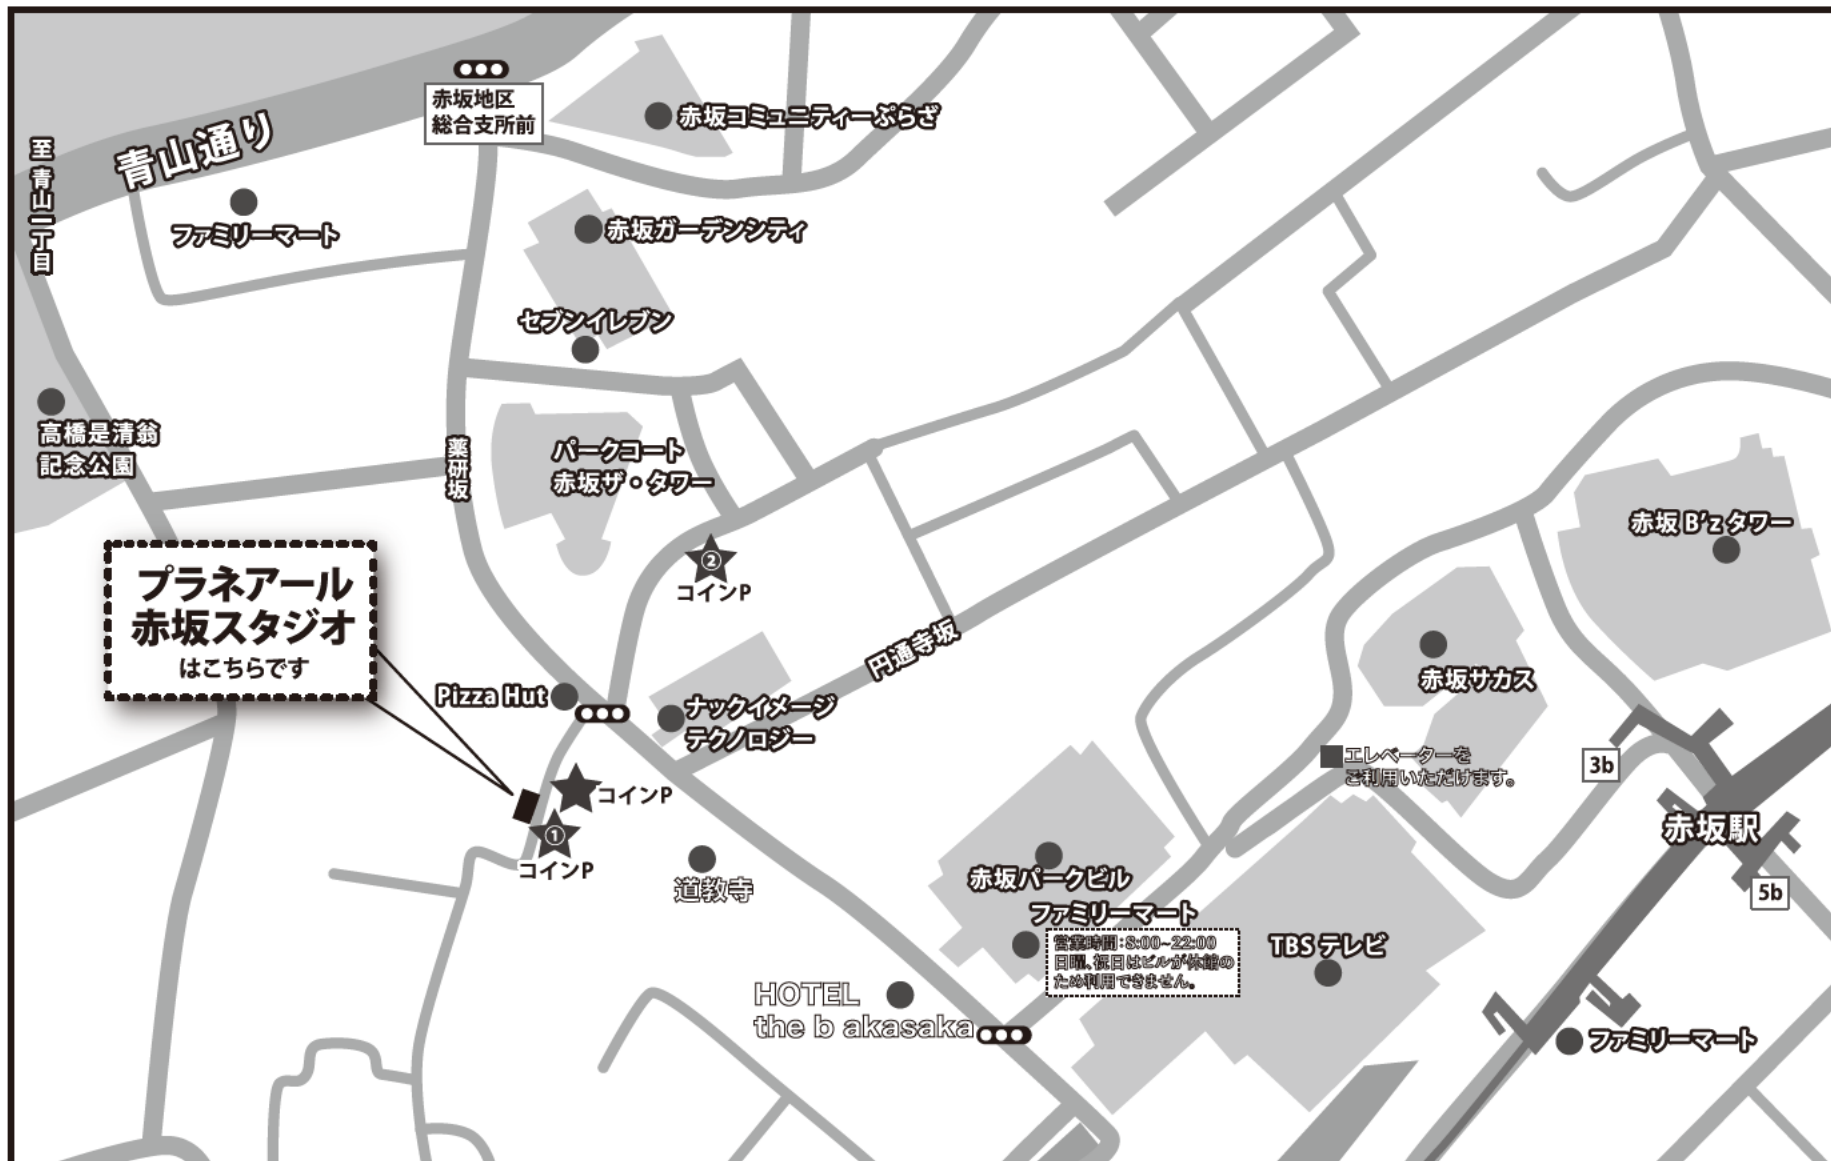 赤坂地区
総合支所前
赤坂コミュニティーぷらざ
至 青山一丁目
青山通り
ファミリーマート
赤坂ガーデンシティ
セブンイレブン
高橋是清翁
記念公園
薬研坂
パークコート
赤坂ザ・タワー
赤坂 B'z タワー
プラネアール
赤坂スタジオ
はこちらです
②
コインP
円通寺坂
赤坂サカス
Pizza Hut
ナックイメージ
テクノロジー
エレベーターを
ご利用いただけます。
3b
コインP
①
コインP
赤坂駅
道教寺
赤坂パークビル
5b
ファミリーマート
営業時間：8:00~22:00
日曜、祝日はビルが休館の
ため利用できません。
TBS テレビ
HOTEL
the b akasaka
ファミリーマート